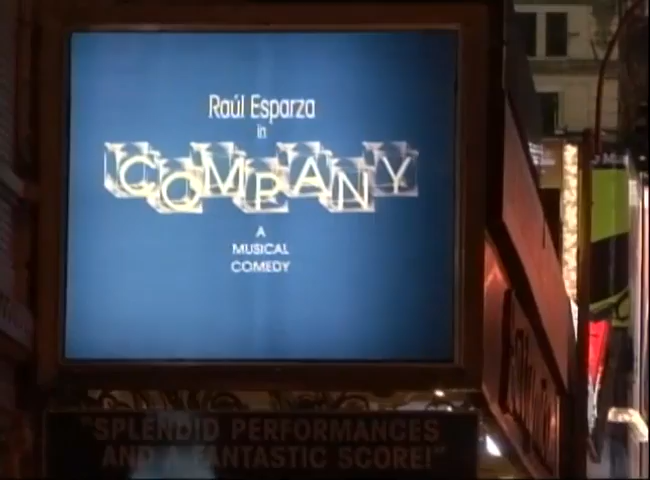 Raúl Esparza
in
COMPANY
A
MUSICAL
COMEDY
"SPLENDID PERFORMANCES
AND A FANTASTIC SCORE!"